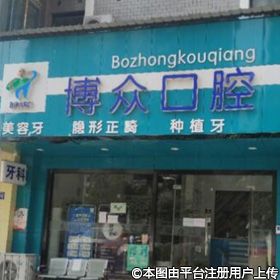 Bozhongkouqiang
博众口腔
美容牙 隐形正畸 种植牙
牙科
©本图由平台注册用户上传